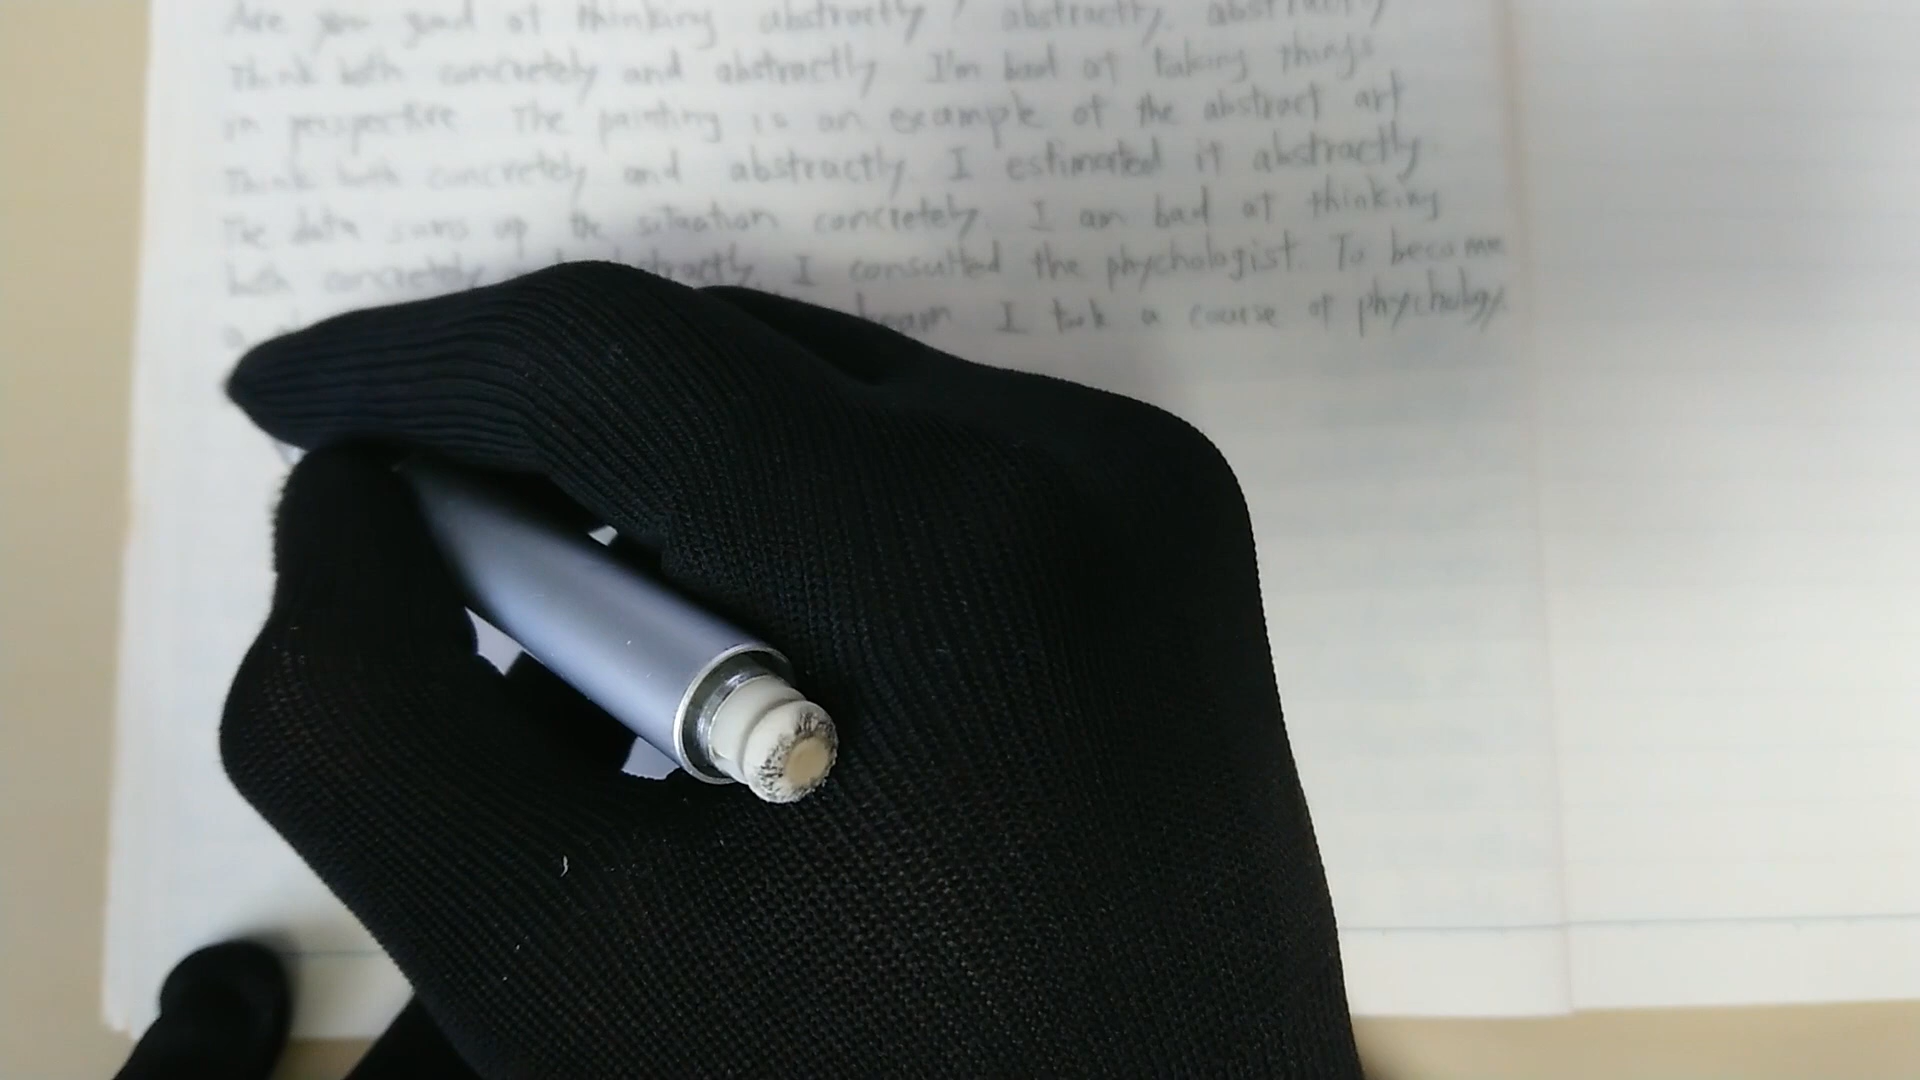 Are you good at thinking abstractly? abstractly. abstractly
Think both concretely and abstractly I'm bad at taking things
in perspective The painting is an example of the abstract art
Think both concretely and abstractly. I estimated it abstractly
The data sums up the situation concretely. I am bad at thinking
both concretely abstractly. I consulted the phychologist. To become
a I took a course of phychology.